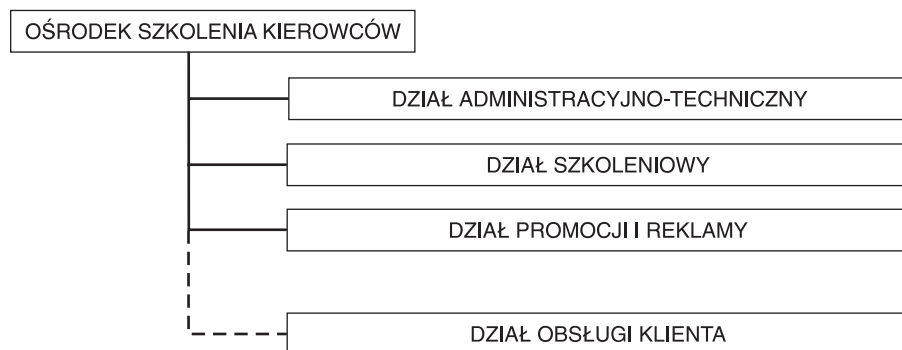 OŚRODEK SZKOLENIA KIEROWCÓW
DZIAŁ ADMINISTRACYJNO-TECHNICZNY
DZIAŁ SZKOLENIOWY
DZIAŁ PROMOCJI I REKLAMY
DZIAŁ OBSŁUGI KLIENTA